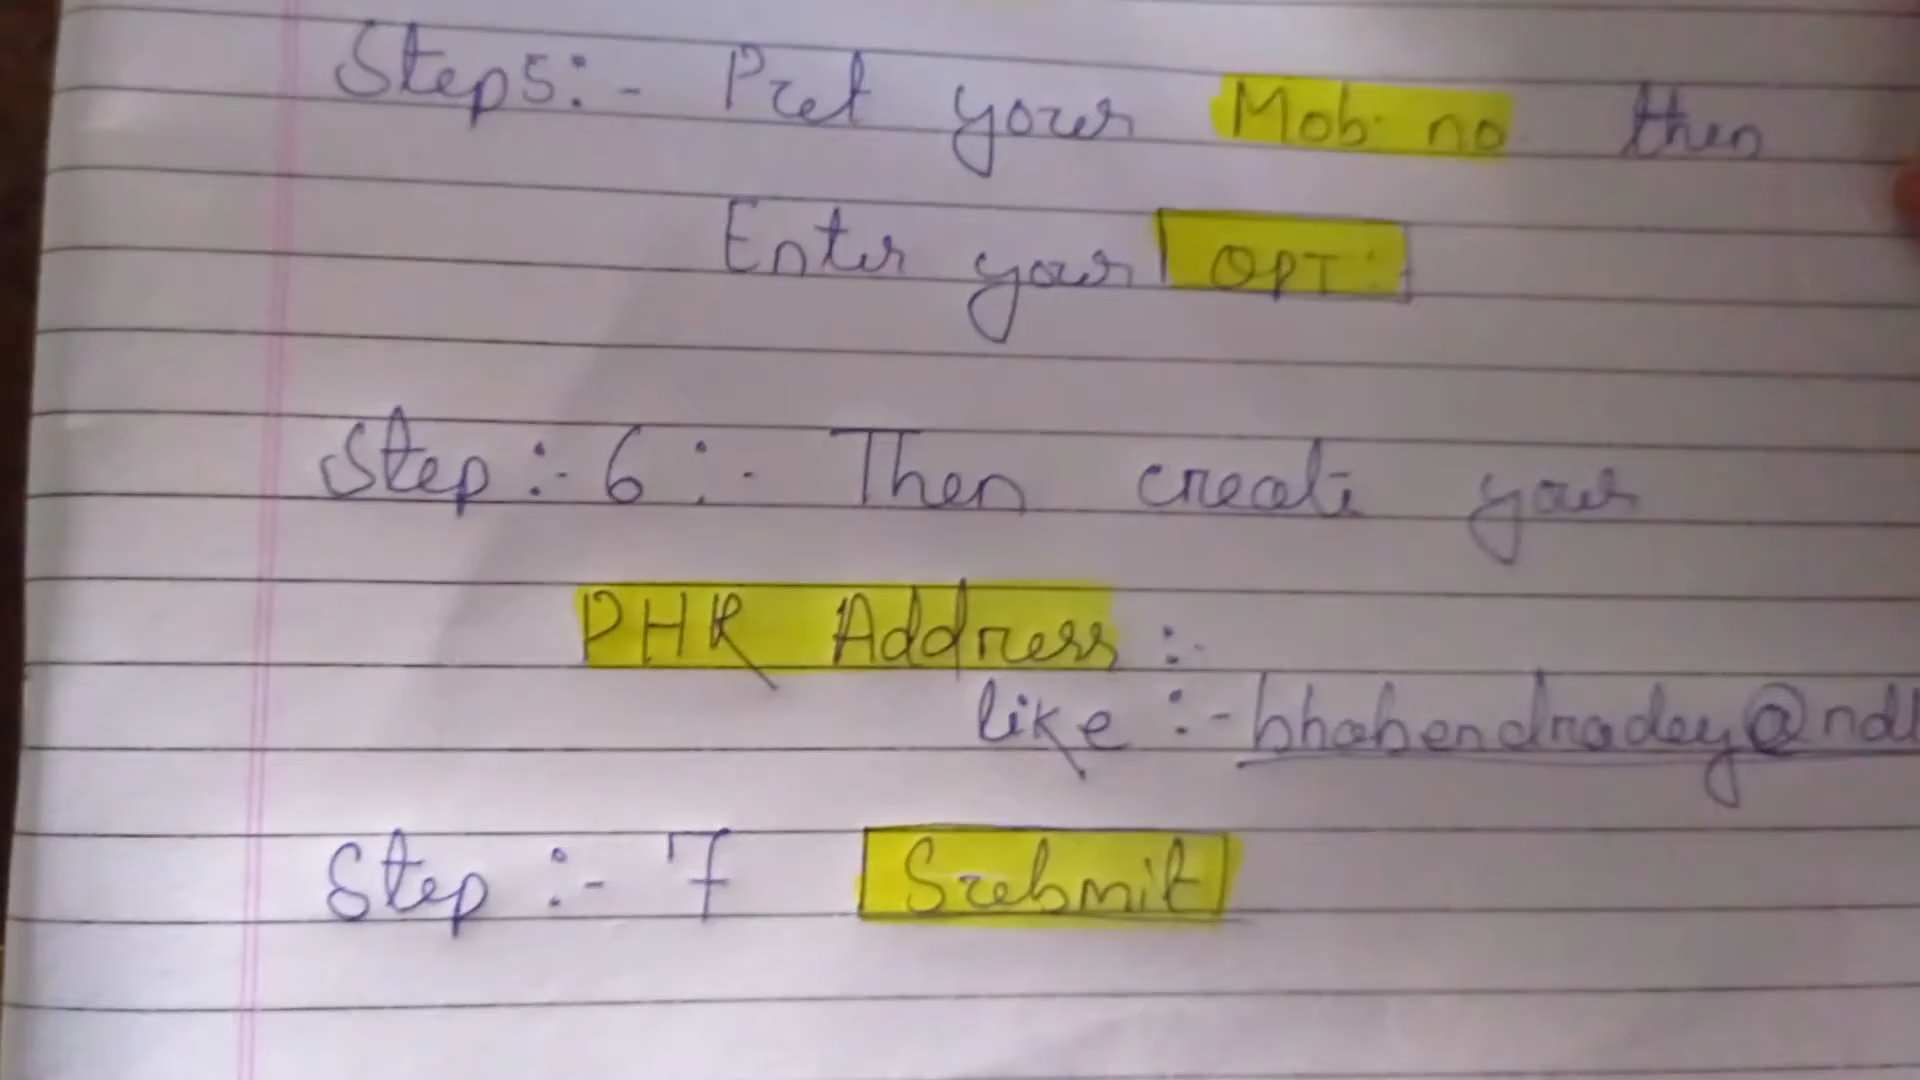 Step5:- Put your Mob. no then
Enter your OPT:
Step :- 6 :- Then create your
PHR Address :-
like :- bhabendradey@nd
Step :- 7 Submit